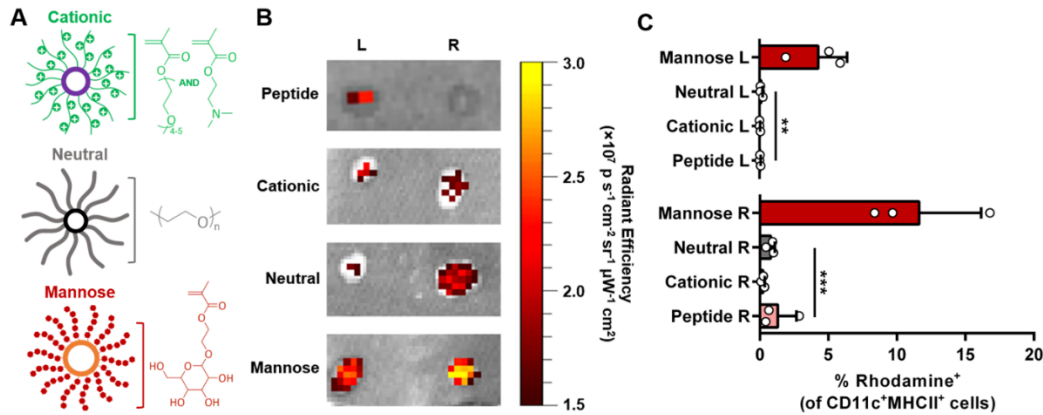 A
Cationic
O
O
AND
O
O
O
4-5
N
Neutral
O
n
Mannose
O
O
O
HO
O
HO
OH
OH
B
L
R
Peptide
Cationic
Neutral
Mannose
3.0
2.5
2.0
1.5
Radiant Efficiency
(×10⁷ p s⁻¹ cm⁻² sr⁻¹ µW⁻¹ cm²)
C
Mannose L
Neutral L
Cationic L
Peptide L
**
Mannose R
Neutral R
Cationic R
Peptide R
***
0
5
10
15
20
% Rhodamine⁺
(of CD11c⁺MHCII⁺ cells)